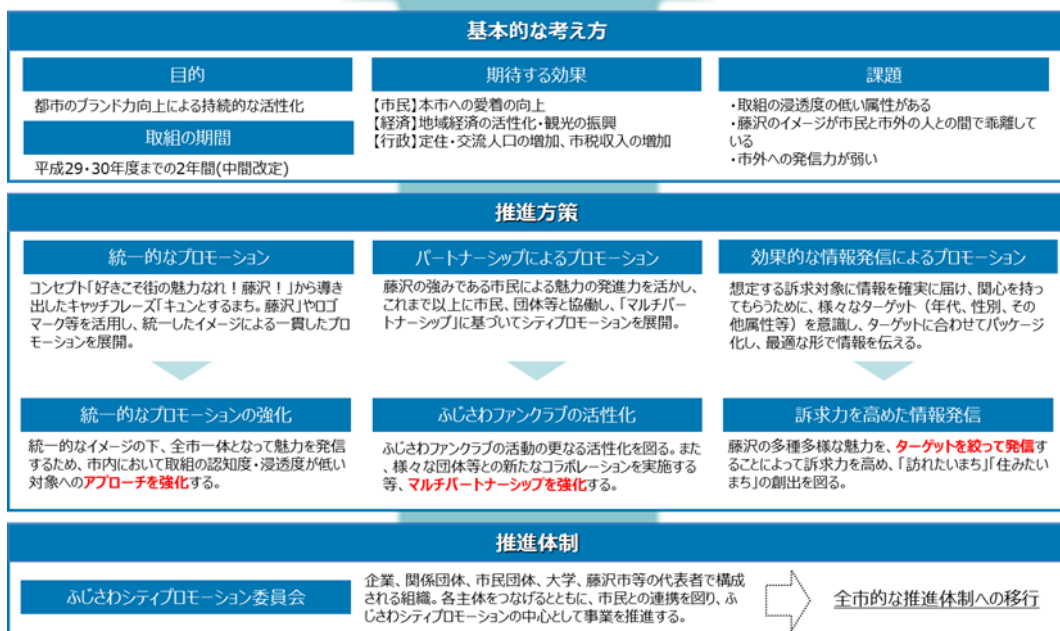 基本的な考え方
目的
都市のブランド力向上による持続的な活性化
取組の期間
平成29・30年度までの2年間(中間改定)
期待する効果
【市民】本市への愛着の向上
【経済】地域経済の活性化・観光の振興
【行政】定住・交流人口の増加、市税収入の増加
課題
・取組の浸透度の低い属性がある
・藤沢のイメージが市民と市外の人との間で乖離して
いる
・市外への発信力が弱い
推進方策
統一的なプロモーション
コンセプト「好きこそ街の魅力なれ！藤沢！」から導き
出したキャッチフレーズ「キュンとするまち。藤沢」やロゴ
マーク等を活用し、統一したイメージによる一貫したプロ
モーションを展開。
パートナーシップによるプロモーション
藤沢の強みである市民による魅力の発進力を活かし、
これまで以上に市民、団体等と協働し、「マルチパー
トナーシップ」に基づいてシティプロモーションを展開。
効果的な情報発信によるプロモーション
想定する訴求対象に情報を確実に届け、関心を持っ
てもらうために、様々なターゲット（年代、性別、その
他属性等）を意識し、ターゲットに合わせてパッケージ
化し、最適な形で情報を伝える。
統一的なプロモーションの強化
統一的なイメージの下、全市一体となって魅力を発信
するため、市内において取組の認知度・浸透度が低い
対象へのアプローチを強化する。
ふじさわファンクラブの活性化
ふじさわファンクラブの活動の更なる活性化を図る。また
、様々な団体等との新たなコラボレーションを実施する
等、マルチパートナーシップを強化する。
訴求力を高めた情報発信
藤沢の多種多様な魅力を、ターゲットを絞って発信す
ることによって訴求力を高め、「訪れたいまち」「住みたい
まち」の創出を図る。
推進体制
ふじさわシティプロモーション委員会
企業、関係団体、市民団体、大学、藤沢市等の代表者で構成
される組織。各主体をつなげるとともに、市民との連携を図り、ふ
じさわシティプロモーションの中心として事業を推進する。
全市的な推進体制への移行